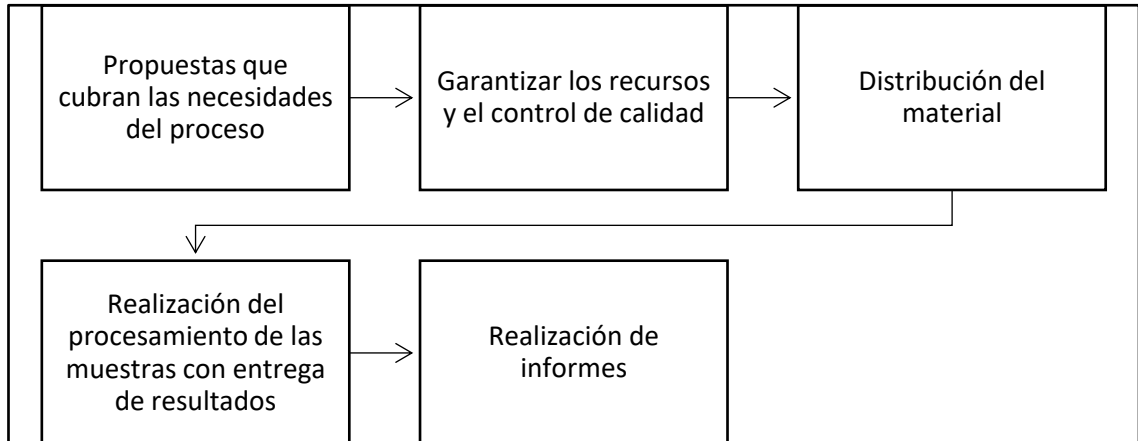 Propuestas que
cubran las necesidades
del proceso
Garantizar los recursos
y el control de calidad
Distribución del
material
Realización del
procesamiento de las
muestras con entrega
de resultados
Realización de
informes